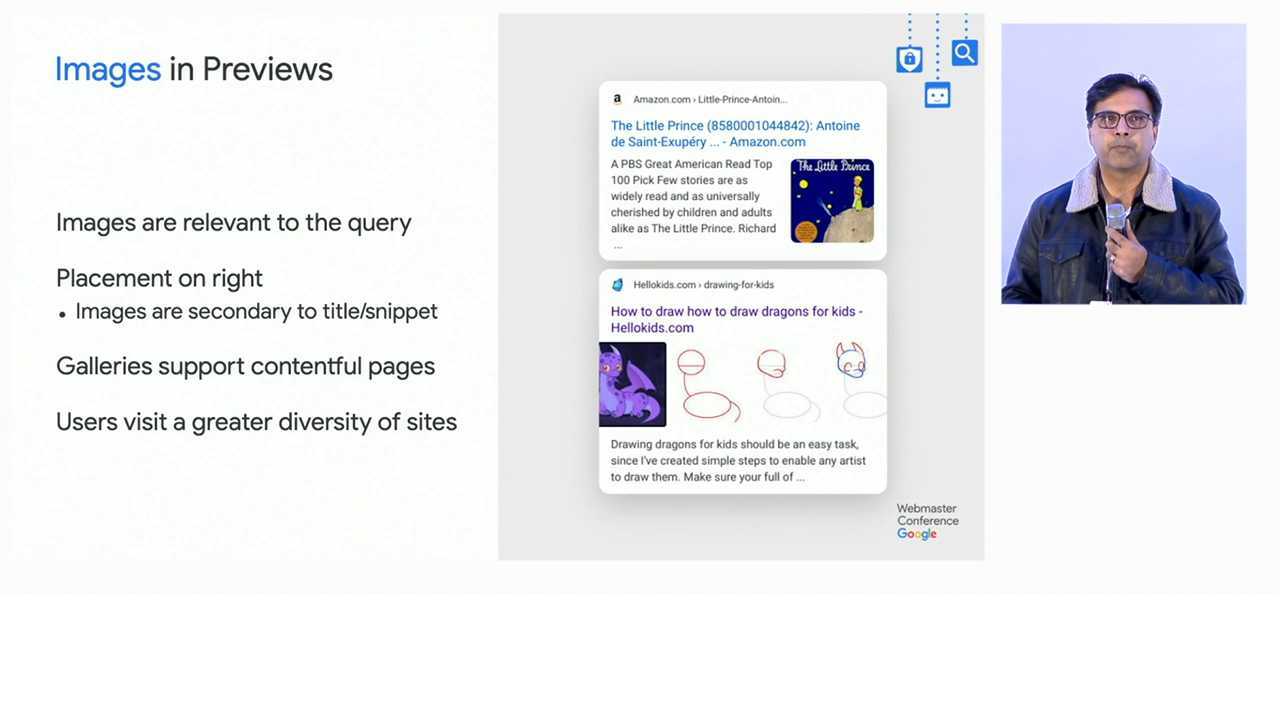 Images in Previews
Images are relevant to the query
Placement on right
• Images are secondary to title/snippet
Galleries support contentful pages
Users visit a greater diversity of sites
a Amazon.com › Little-Prince-Antoin...
The Little Prince (8580001044842): Antoine
de Saint-Exupéry ... - Amazon.com
A PBS Great American Read Top
100 Pick Few stories are as
widely read and as universally
cherished by children and adults
alike as The Little Prince. Richard
...
The Little Prince
Hellokids.com › drawing-for-kids
How to draw how to draw dragons for kids -
Hellokids.com
Drawing dragons for kids should be an easy task,
since I've created simple steps to enable any artist
to draw them. Make sure your full of ...
Webmaster
Conference
Google